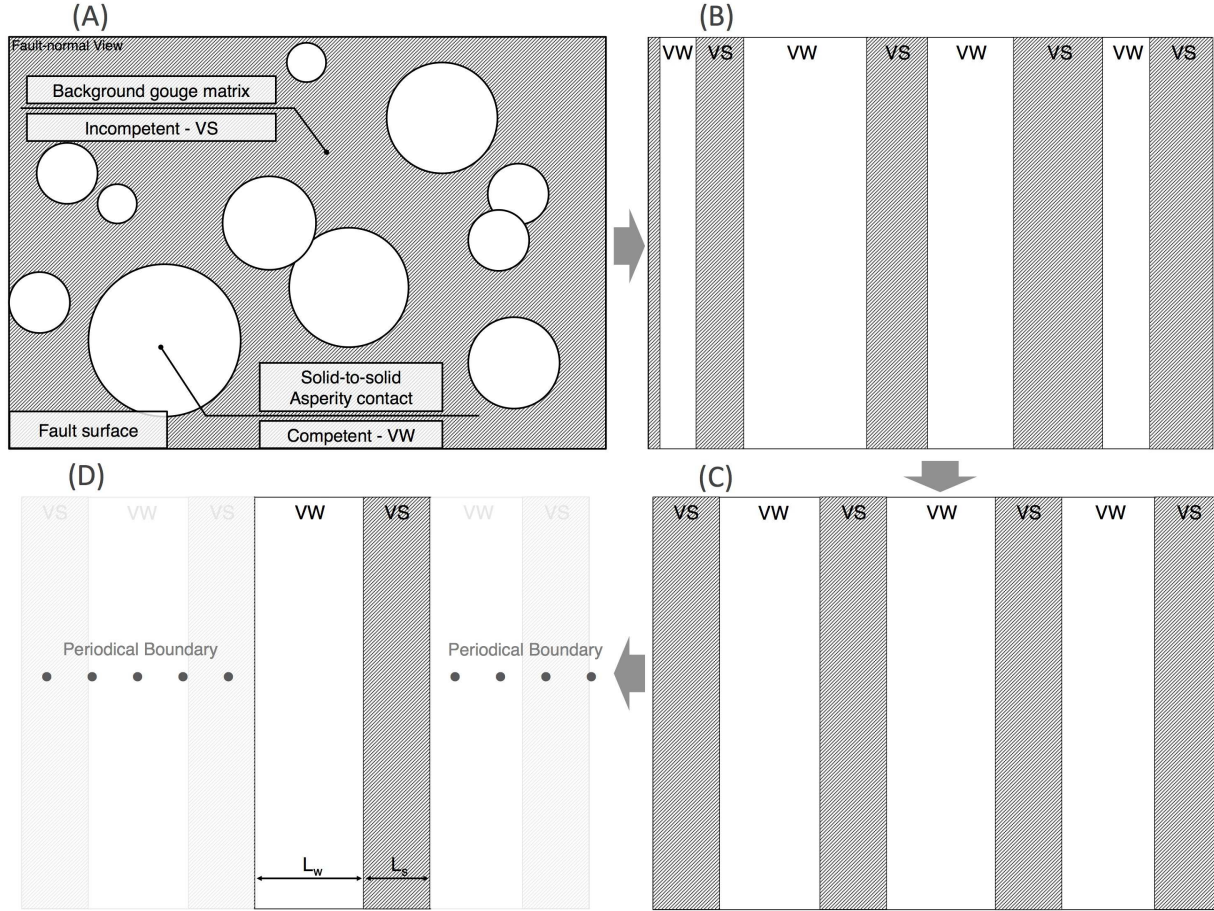 (A)
Fault-normal View
Background gouge matrix
Incompetent - VS
Solid-to-solid
Asperity contact
Competent - VW
Fault surface
(B)
VW VS VW VS VW VS VW VS
(D)
VS VW VS VW VS VW VS
Periodical Boundary Periodical Boundary
Lw Ls
(C)
VS VW VS VW VS VW VS